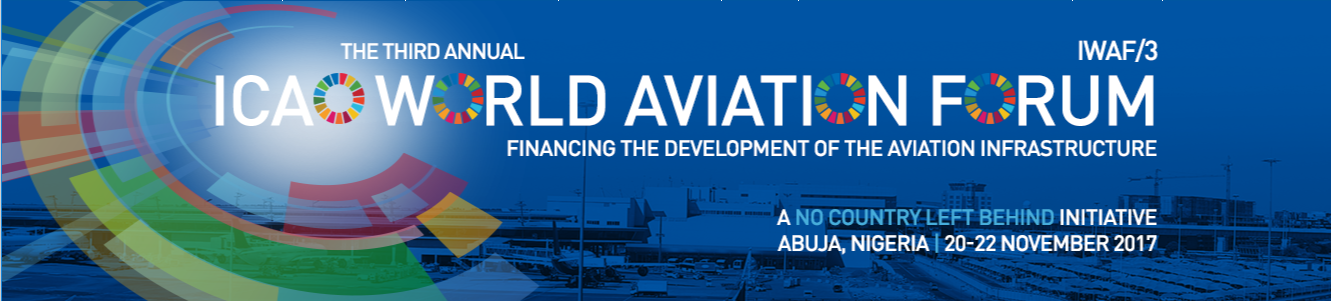 THE THIRD ANNUAL
IWAF/3
ICAO WORLD AVIATION FORUM
FINANCING THE DEVELOPMENT OF THE AVIATION INFRASTRUCTURE
A NO COUNTRY LEFT BEHIND INITIATIVE
ABUJA, NIGERIA | 20-22 NOVEMBER 2017